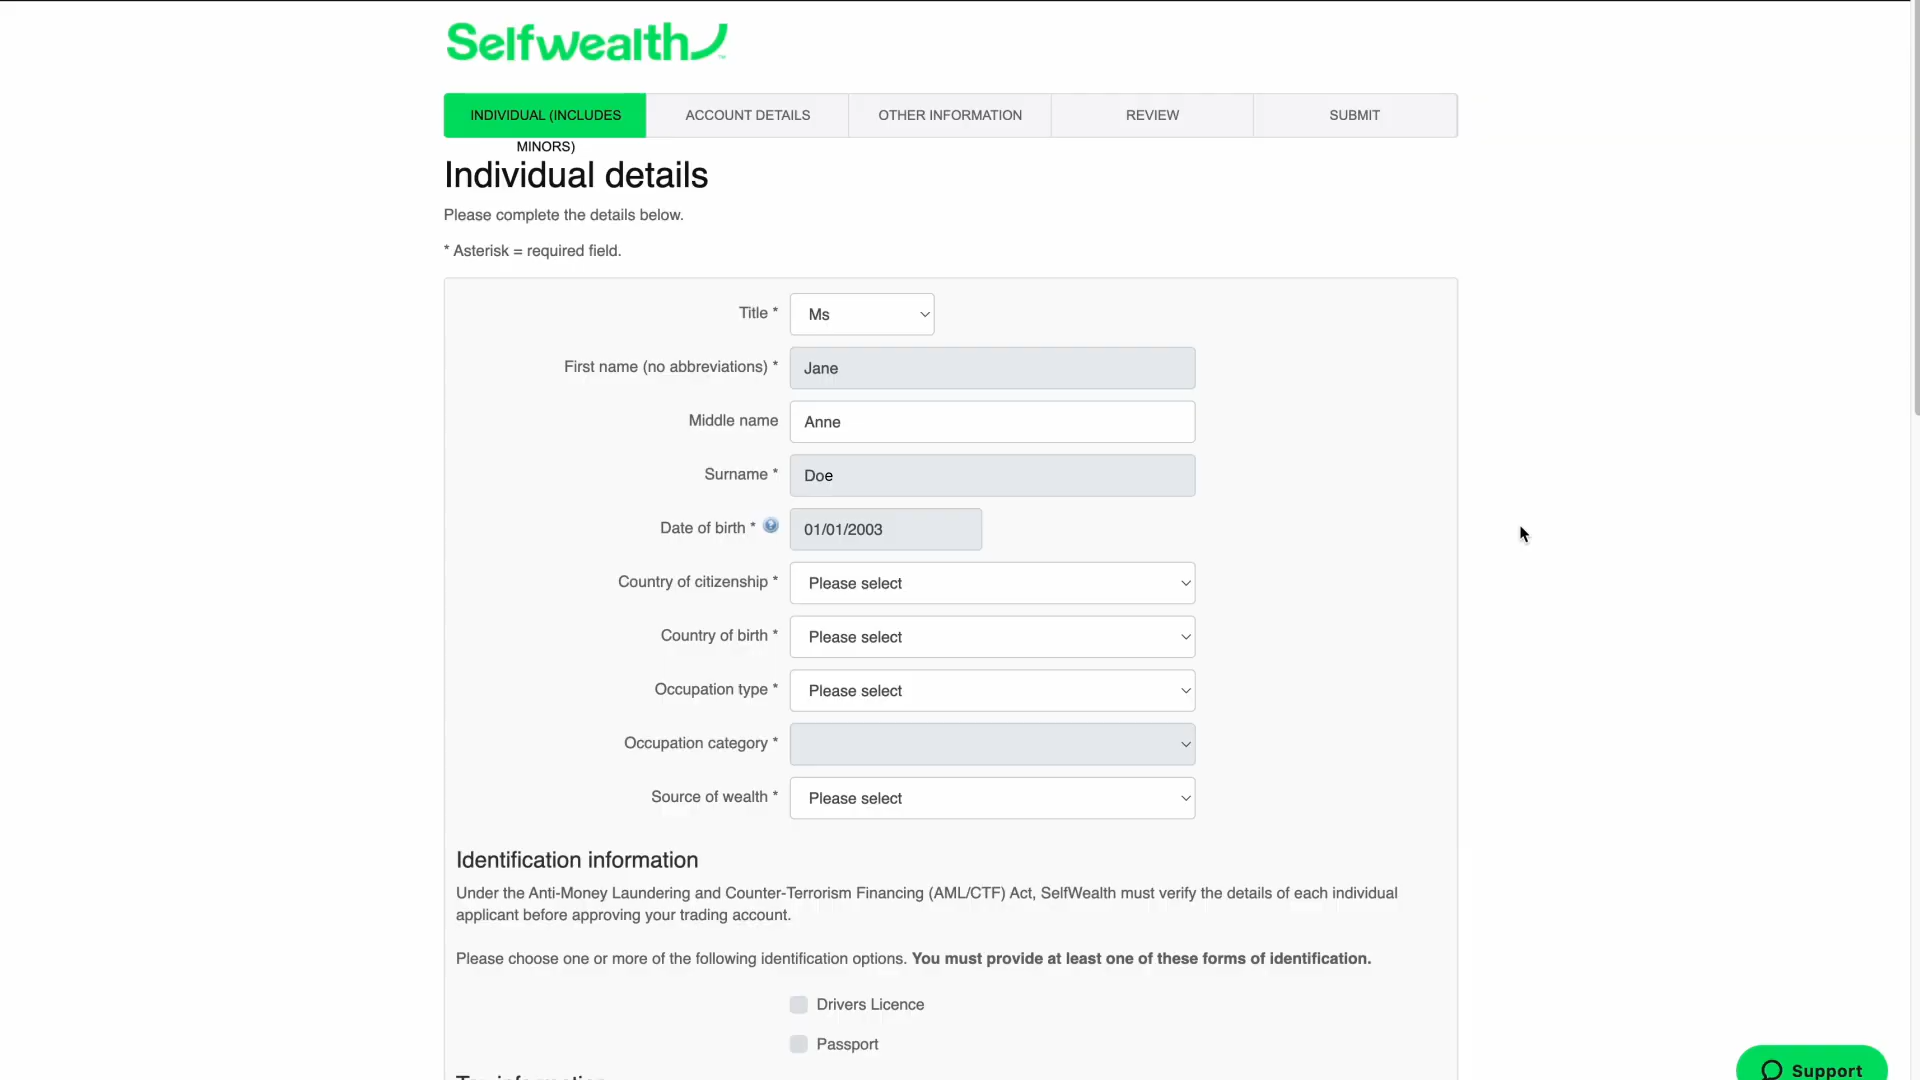 Selfwealth
INDIVIDUAL (INCLUDES
MINORS)
ACCOUNT DETAILS
OTHER INFORMATION
REVIEW
SUBMIT
Individual details
Please complete the details below.
* Asterisk = required field.
Title * Ms
First name (no abbreviations) * Jane
Middle name Anne
Surname * Doe
Date of birth * 01/01/2003
Country of citizenship * Please select
Country of birth * Please select
Occupation type * Please select
Occupation category *
Source of wealth * Please select
Identification information
Under the Anti-Money Laundering and Counter-Terrorism Financing (AML/CTF) Act, SelfWealth must verify the details of each individual
applicant before approving your trading account.
Please choose one or more of the following identification options. You must provide at least one of these forms of identification.
Drivers Licence
Passport
Support